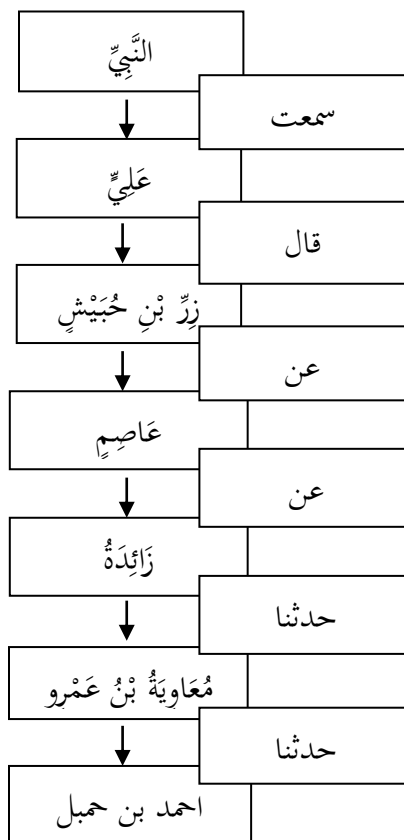 النَّبِيِّ
سمعت
عَلِيٍّ
قال
زِرِّ بْنِ حُبَيْشٍ
عن
عَاصِمٍ
عن
زَائِدَةُ
حدثنا
مُعَاوِيَةُ بْنُ عَمْرٍو
حدثنا
احمد بن حمبل